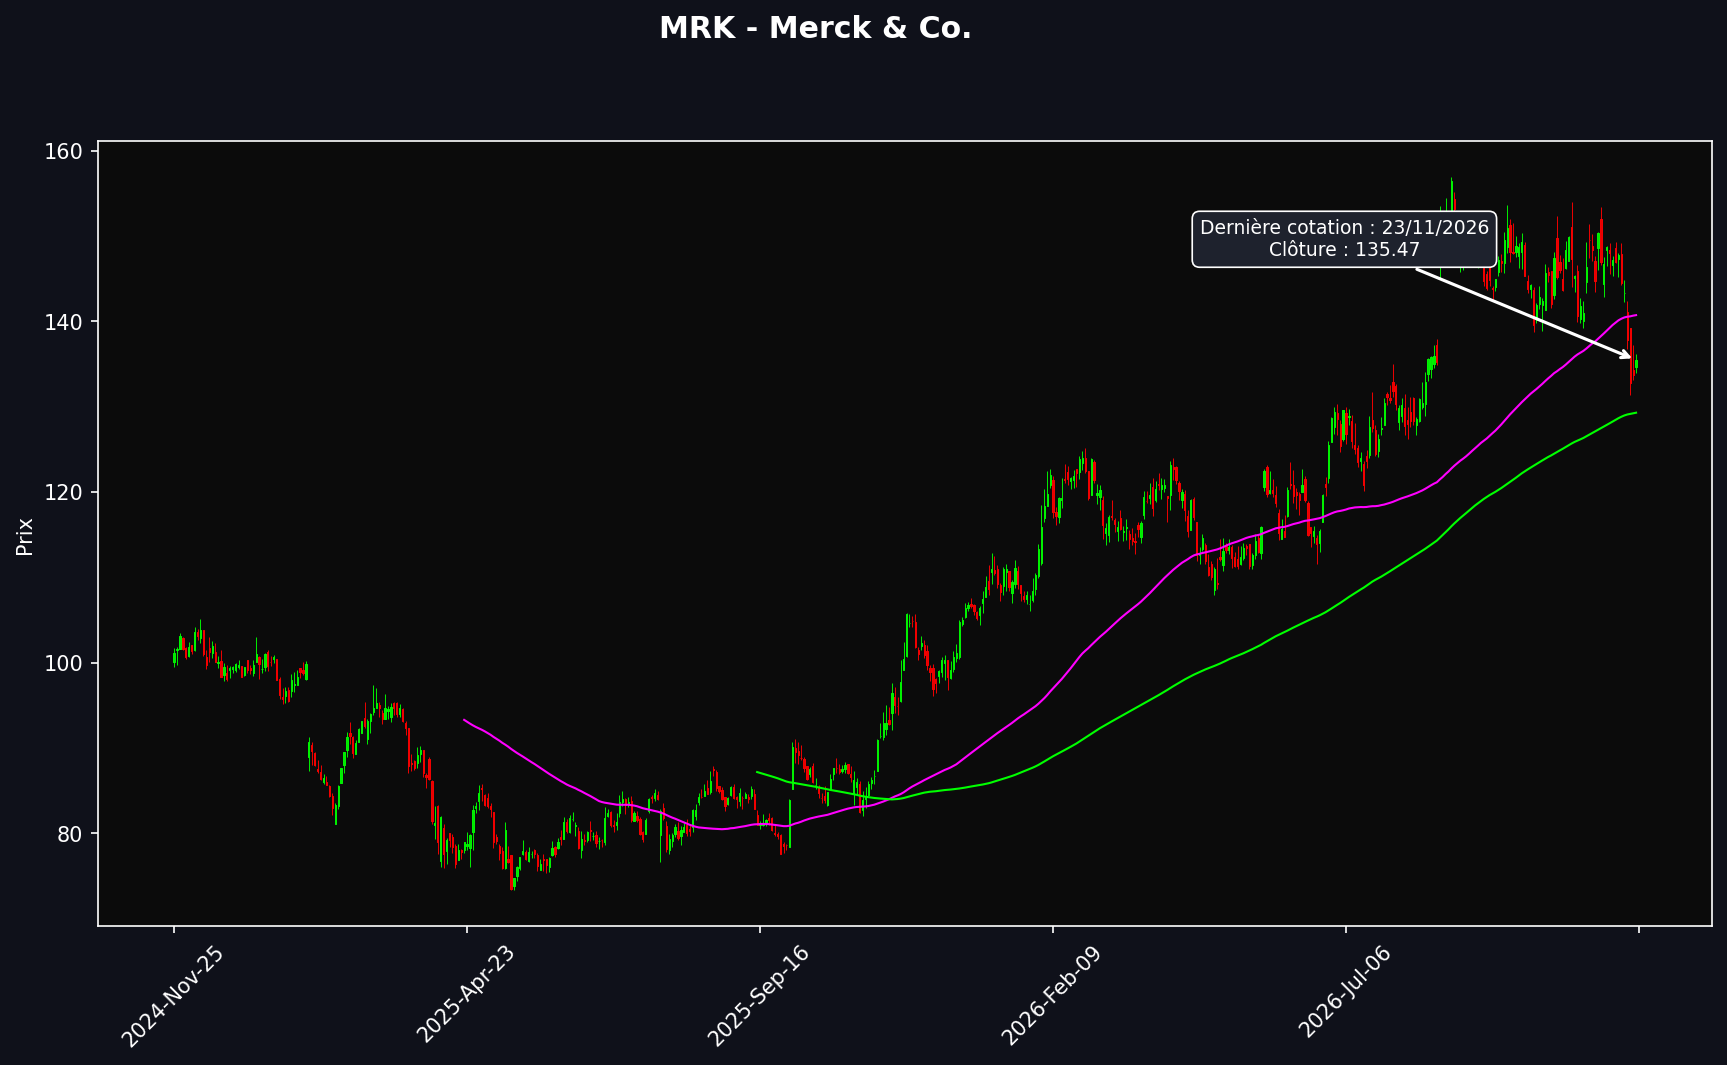 MRK - Merck & Co.
160
140
120
100
80
Prix
Dernière cotation : 23/11/2026
Clôture : 135.47
2024-Nov-25
2025-Apr-23
2025-Sep-16
2026-Feb-09
2026-Jul-06